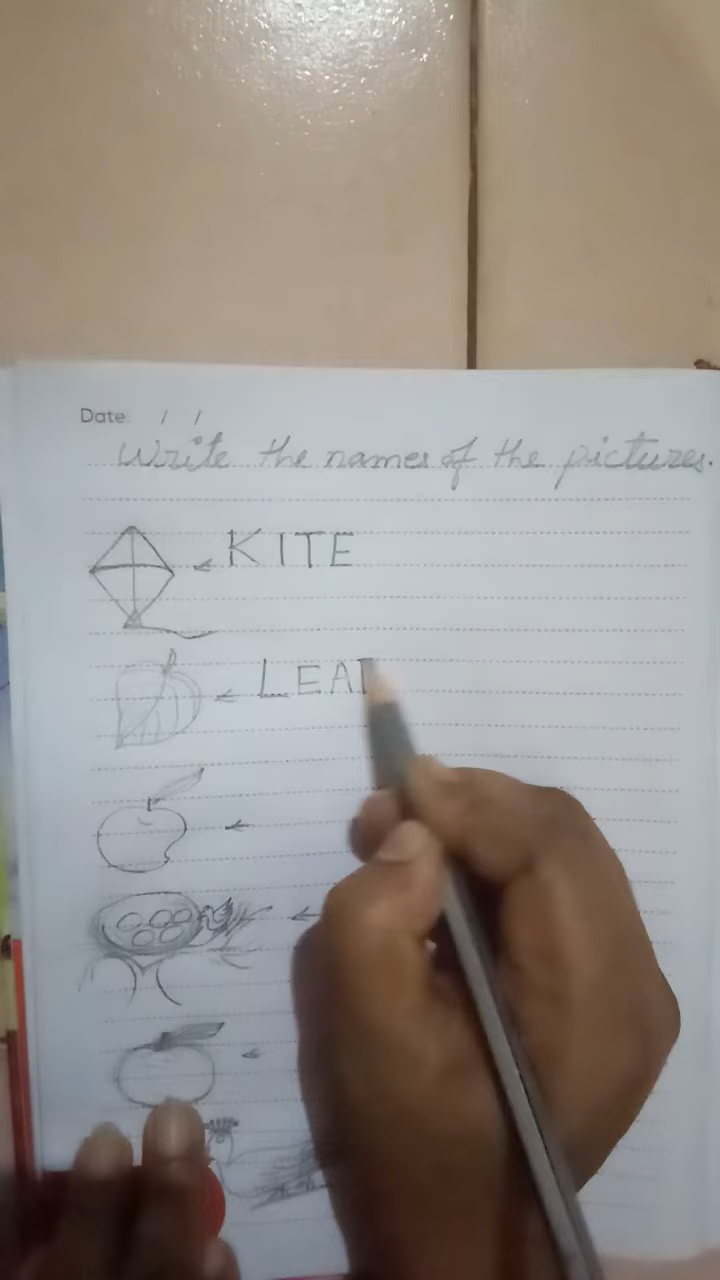 Date / /
Write the names of the pictures.
KITE
LEA